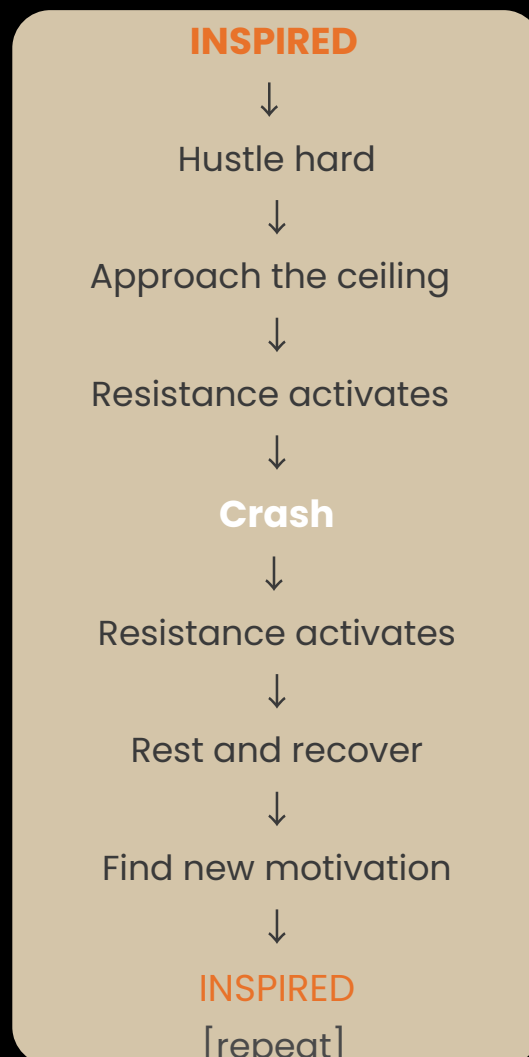 INSPIRED
↓
Hustle hard
↓
Approach the ceiling
↓
Resistance activates
↓
Crash
↓
Resistance activates
↓
Rest and recover
↓
Find new motivation
↓
INSPIRED
[repeat]